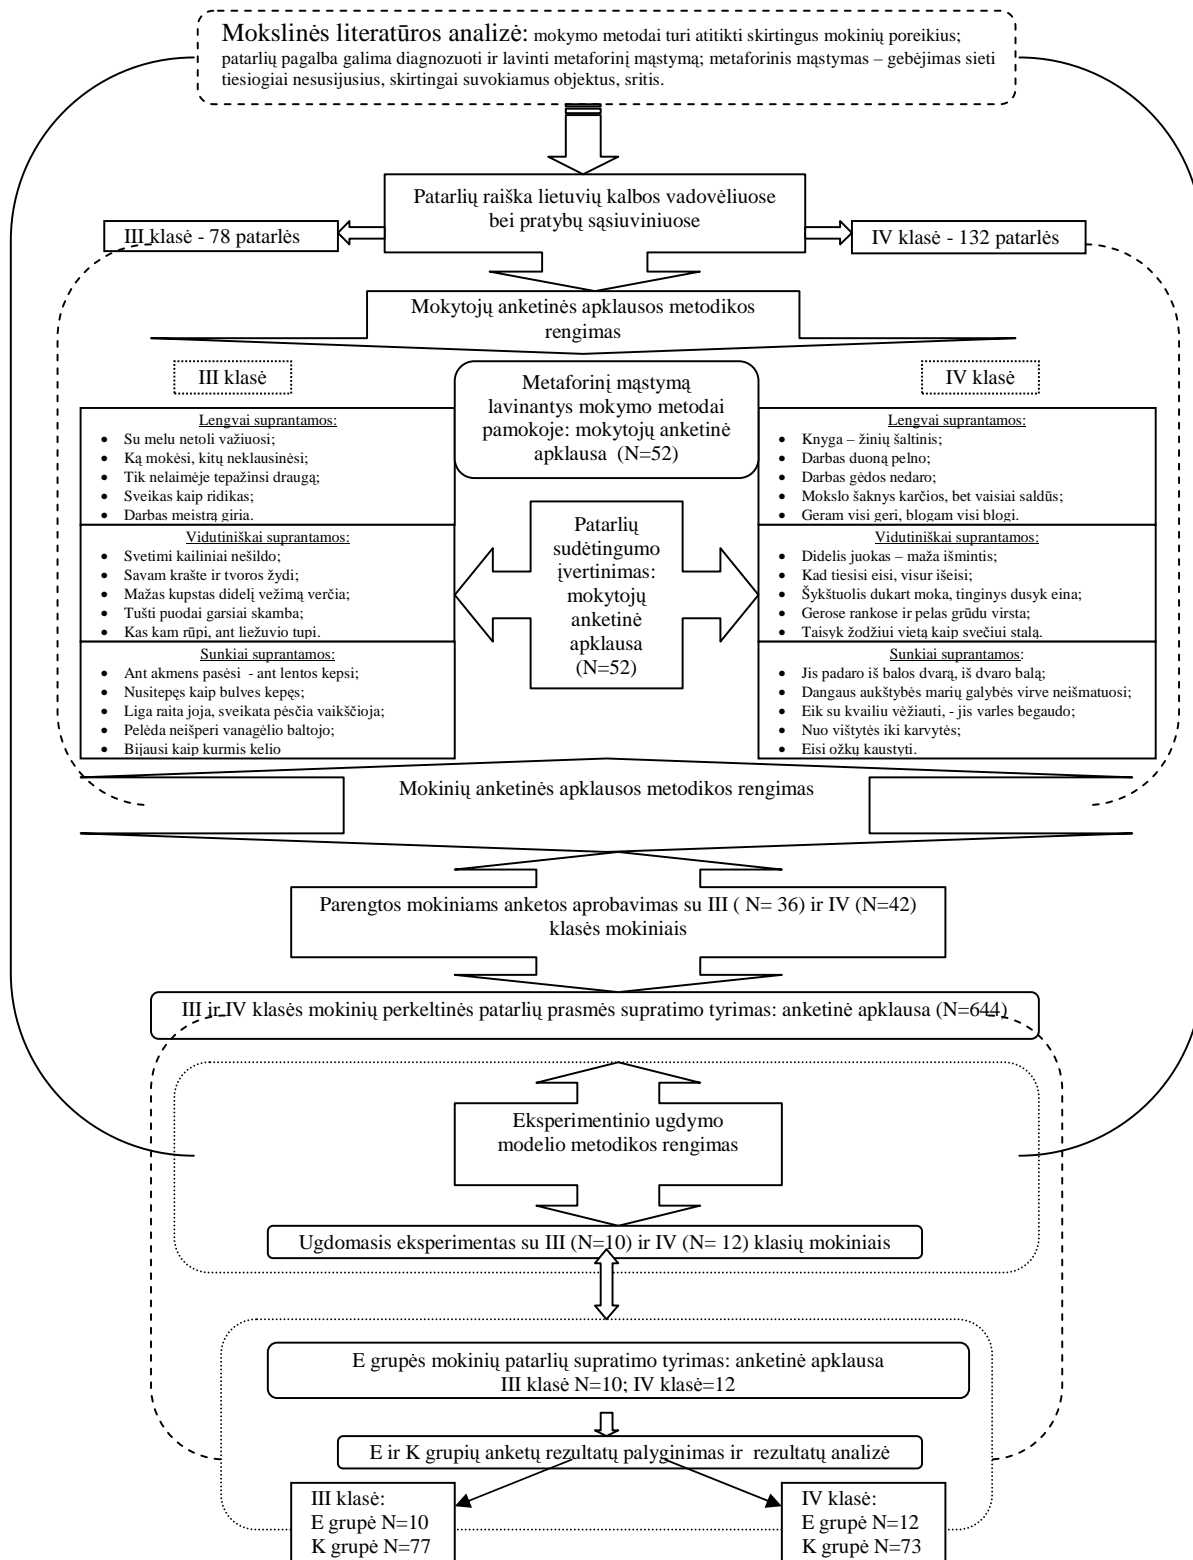 Mokslinės literatūros analizė: mokymo metodai turi atitikti skirtingus mokinių poreikius;
patarlių pagalba galima diagnozuoti ir lavinti metaforinį mąstymą; metaforinis mąstymas – gebėjimas sieti
tiesiogiai nesusijusius, skirtingai suvokiamus objektus, sritis.
Patarlių raiška lietuvių kalbos vadovėliuose
bei pratybų sąsiuviniuose
III klasė - 78 patarlės
IV klasė - 132 patarlės
Mokytojų anketinės apklausos metodikos
rengimas
III klasė
Metaforinį mąstymą
lavinantys mokymo metodai
pamokoje: mokytojų anketinė
apklausa (N=52)
IV klasė
Lengvai suprantamos:
• Su melu netoli važiuosi;
• Ką mokėsi, kitų neklausinėsi;
• Tik nelaimėje tepažinsi draugą;
• Sveikas kaip ridikas;
• Darbas meistrą giria.
Vidutiniškai suprantamos:
• Svetimi kailiniai nešildo;
• Savam krašte ir tvoros žydi;
• Mažas kupstas didelį vežimą verčia;
• Tušti puodai garsiai skamba;
• Kas kam rūpi, ant liežuvio tupi.
Sunkiai suprantamos:
• Ant akmens pasėsi - ant lentos kepsi;
• Nusitepęs kaip bulves kepęs;
• Liga raita joja, sveikata pėsčia vaikščioja;
• Pelėda neišperi vanagėlio baltojo;
• Bijausi kaip kurmis kelio
Patarlių
sudėtingumo
įvertinimas:
mokytojų
anketinė
apklausa
(N=52)
Lengvai suprantamos:
• Knyga – žinių šaltinis;
• Darbas duoną pelno;
• Darbas gėdos nedaro;
• Mokslo šaknys karčios, bet vaisiai saldūs;
• Geram visi geri, blogam visi blogi.
Vidutiniškai suprantamos:
• Didelis juokas – maža išmintis;
• Kad tiesisi eisi, visur išeisi;
• Šykštuolis dukart moka, tinginys dusyk eina;
• Gerose rankose ir pelas grūdu virsta;
• Taisyk žodžiui vietą kaip svečiui stalą.
Sunkiai suprantamos:
• Jis padaro iš balos dvarą, iš dvaro balą;
• Dangaus aukštybės marių galybės virve neišmatuosi;
• Eik su kvailiu vėžiauti, - jis varles begaudo;
• Nuo vištytės iki karvytės;
• Eisi ožkų kaustyti.
Mokinių anketinės apklausos metodikos rengimas
Parengtos mokiniams anketos aprobavimas su III ( N= 36) ir IV (N=42)
klasės mokiniais
III ir IV klasės mokinių perkeltinės patarlių prasmės supratimo tyrimas: anketinė apklausa (N=644)
Eksperimentinio ugdymo
modelio metodikos rengimas
Ugdomasis eksperimentas su III (N=10) ir IV (N= 12) klasių mokiniais
E grupės mokinių patarlių supratimo tyrimas: anketinė apklausa
III klasė N=10; IV klasė=12
E ir K grupių anketų rezultatų palyginimas ir rezultatų analizė
III klasė:
E grupė N=10
K grupė N=77
IV klasė:
E grupė N=12
K grupė N=73